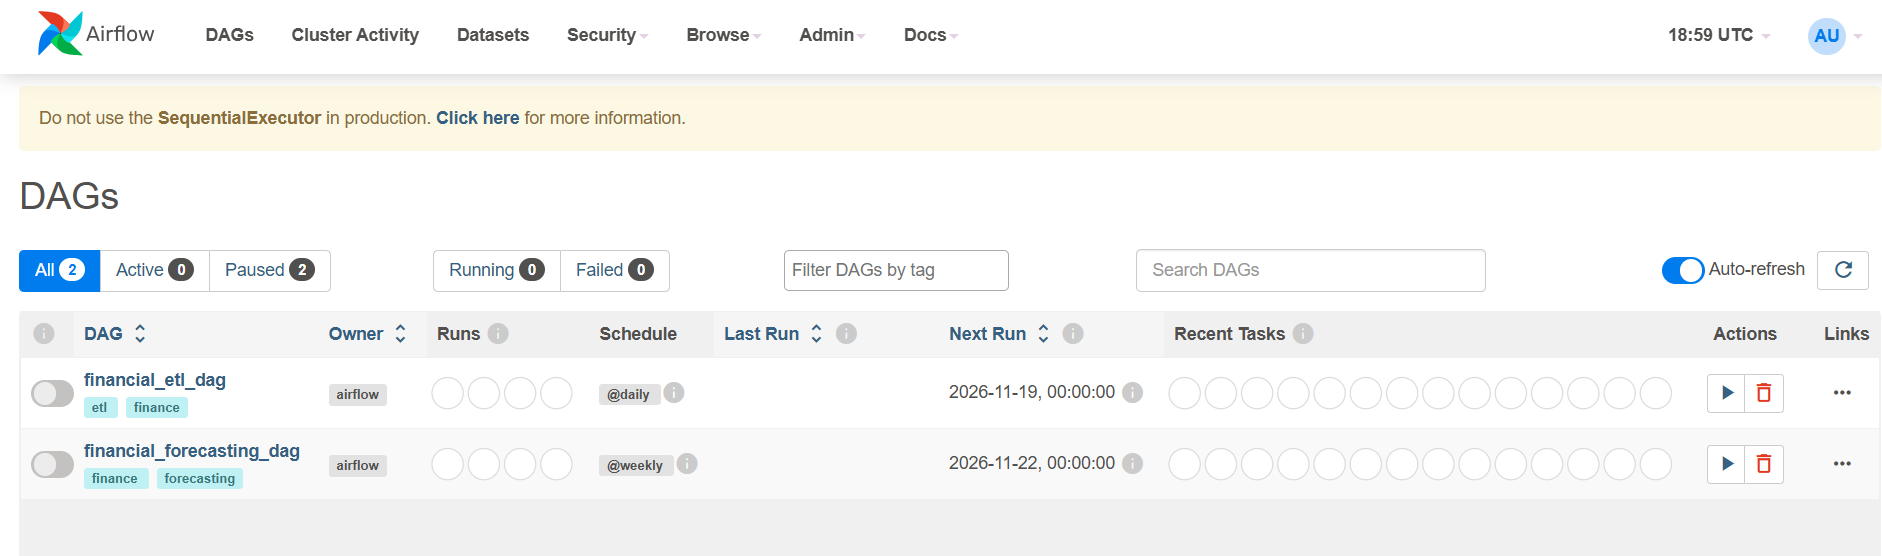 Airflow DAGs Cluster Activity Datasets Security Browse Admin Docs 18:59 UTC AU
Do not use the SequentialExecutor in production. Click here for more information.
DAGs
All 2 Active 0 Paused 2 Running 0 Failed 0 Filter DAGs by tag Search DAGs Auto-refresh
DAG Owner Runs Schedule Last Run Next Run Recent Tasks Actions Links
financial_etl_dag airflow @daily 2026-11-19, 00:00:00
etl finance
financial_forecasting_dag airflow @weekly 2026-11-22, 00:00:00
finance forecasting